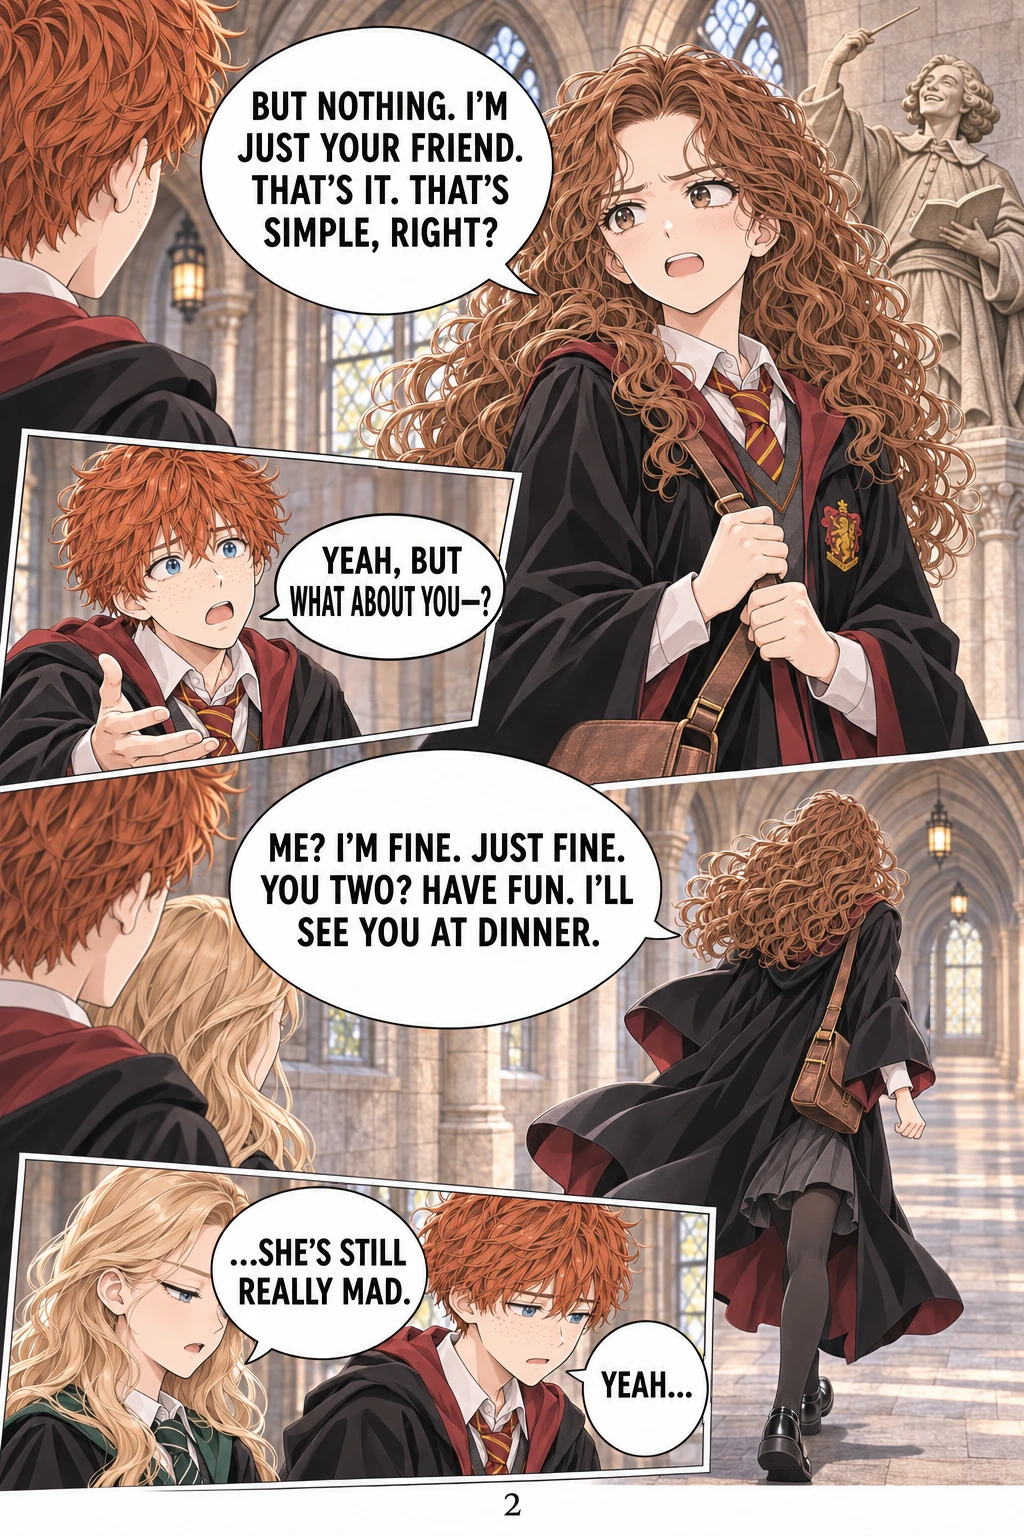 BUT NOTHING. I'M
JUST YOUR FRIEND.
THAT'S IT. THAT'S
SIMPLE, RIGHT?
YEAH, BUT
WHAT ABOUT YOU—?
ME? I'M FINE. JUST FINE.
YOU TWO? HAVE FUN. I'LL
SEE YOU AT DINNER.
...SHE'S STILL
REALLY MAD.
YEAH...
2